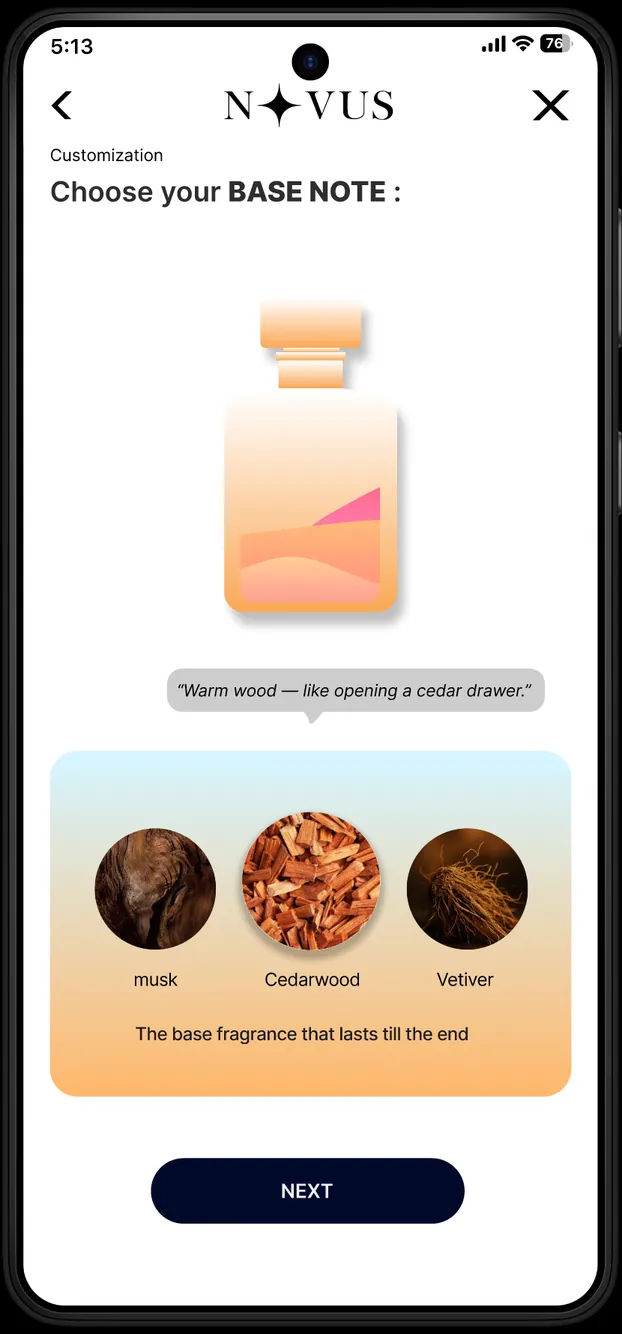 5:13
76
N VUS
Customization
Choose your BASE NOTE :
“Warm wood — like opening a cedar drawer.”
musk
Cedarwood
Vetiver
The base fragrance that lasts till the end
NEXT